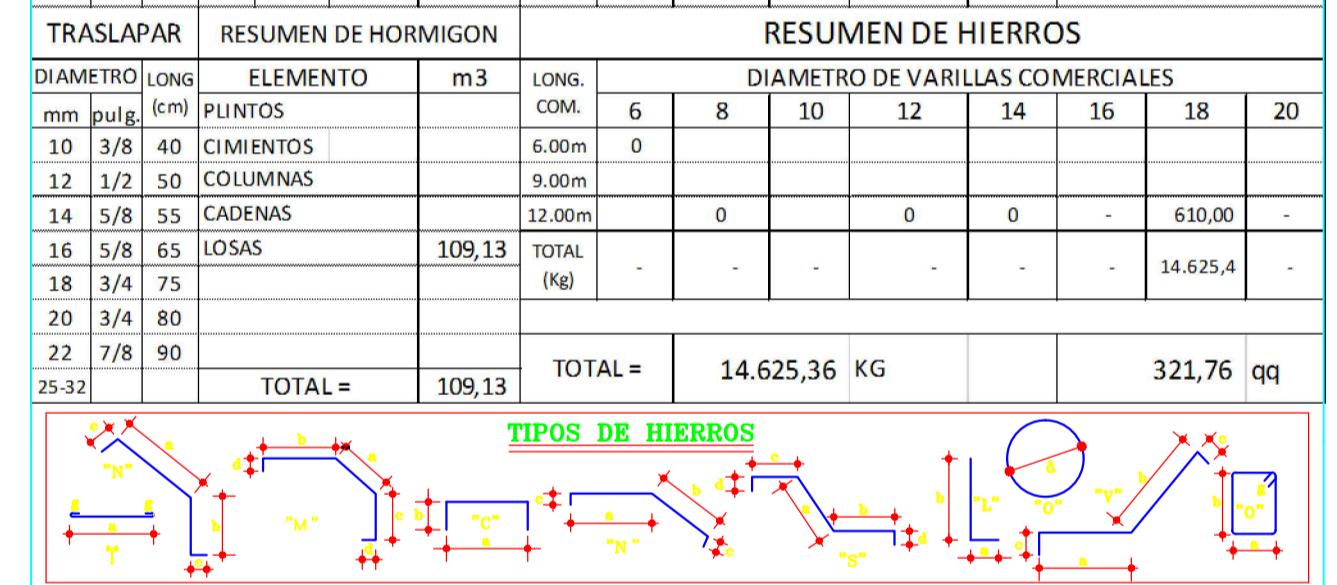 TRASLAPAR RESUMEN DE HORMIGON RESUMEN DE HIERROS
DIAMETRO LONG ELEMENTO m3 LONG. DIAMETRO DE VARILLAS COMERCIALES
mm pulg. (cm) PLINTOS COM. 6 8 10 12 14 16 18 20
10 3/8 40 CIMIENTOS 6.00m 0
12 1/2 50 COLUMNAS 9.00m
14 5/8 55 CADENAS 12.00m 0 0 0 - 610,00 -
16 5/8 65 LOSAS 109,13 TOTAL
(Kg) - - - - - - 14.625,4 -
18 3/4 75
20 3/4 80
22 7/8 90
TOTAL = 14.625,36 KG 321,76 qq
25-32 TOTAL = 109,13
TIPOS DE HIERROS
c a "N" b c
g g a "I"
b d a "M" c d
b "C" a
c a "N" b c
c d a b d "S"
b "L" a
d "O"
c b "V" c a
g b "O" a